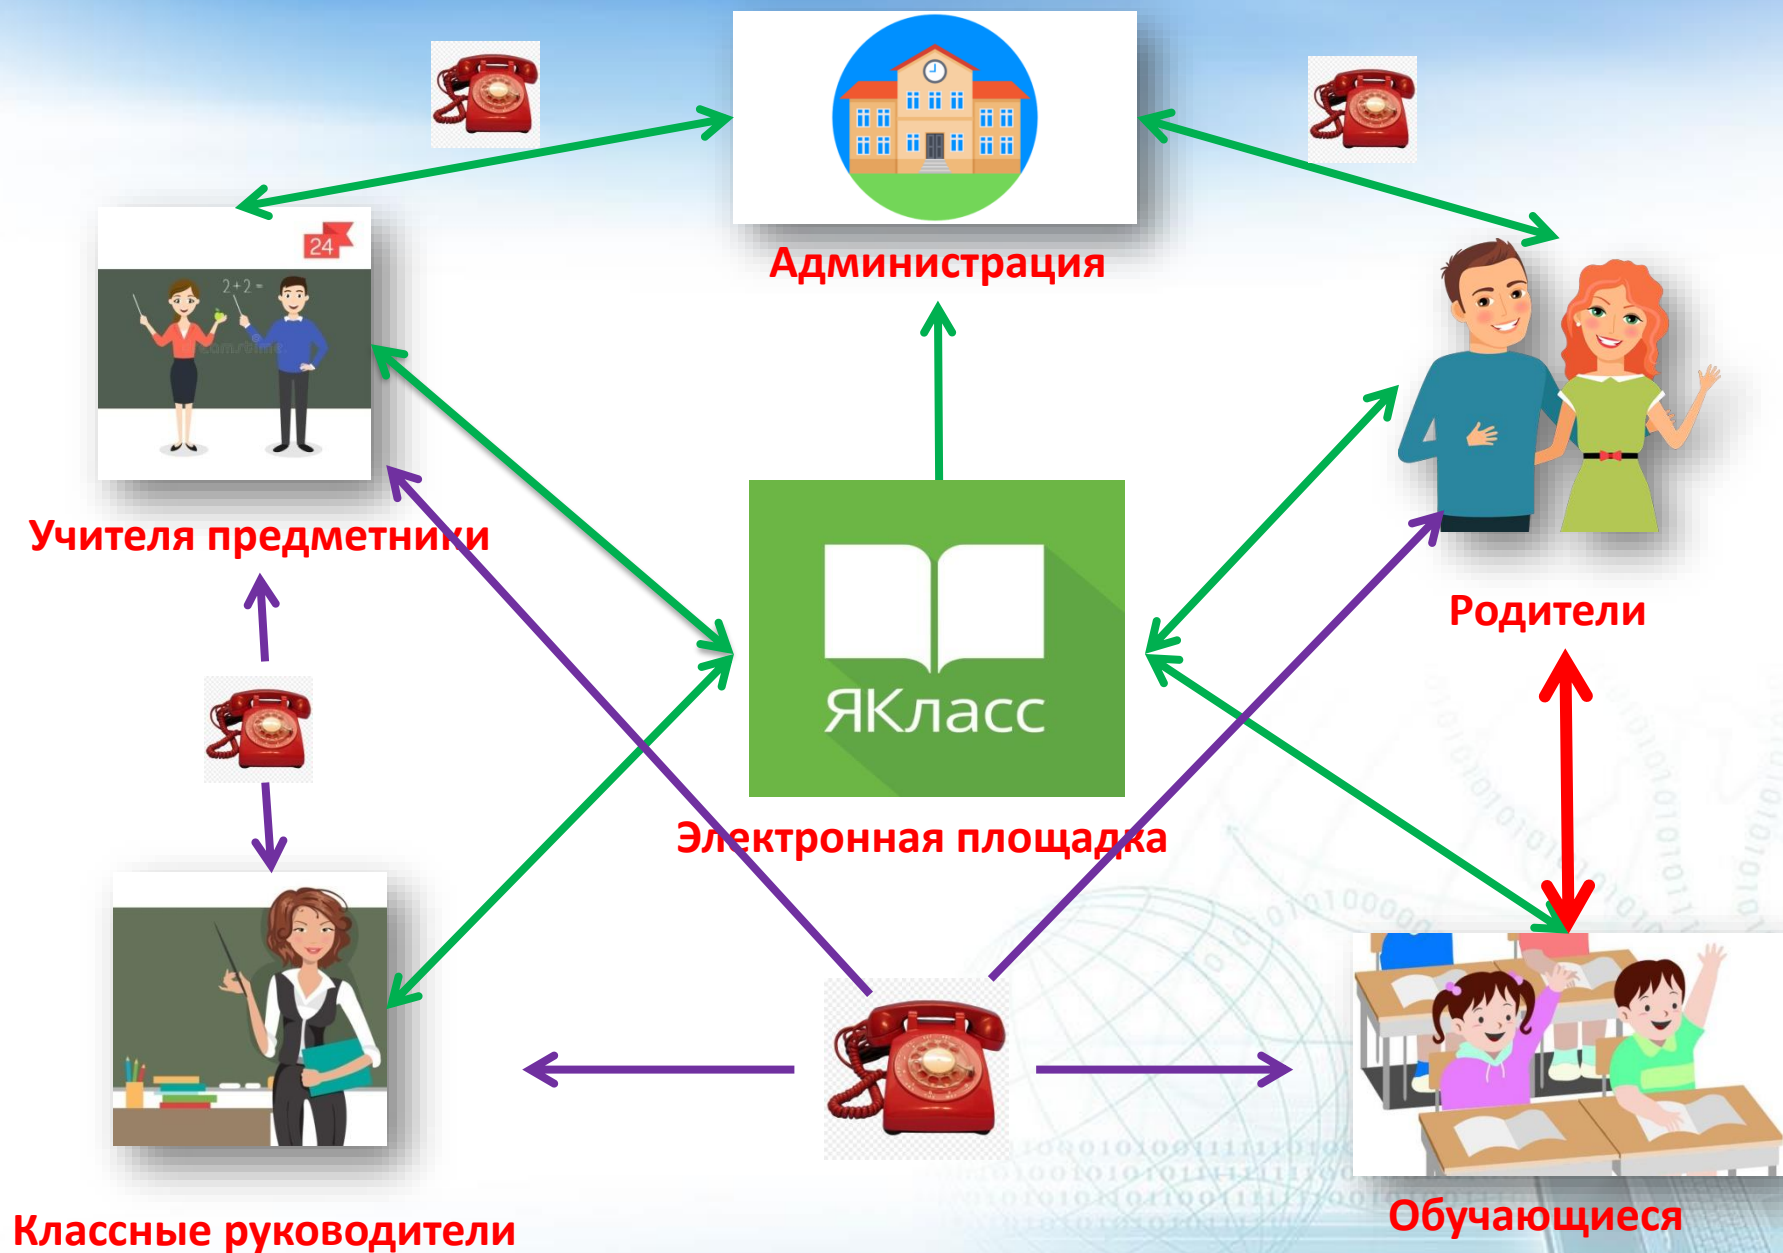 Администрация
24
2+2=
Учителя предметники
Родители
ЯКласс
Электронная площадка
Классные руководители
Обучающиеся